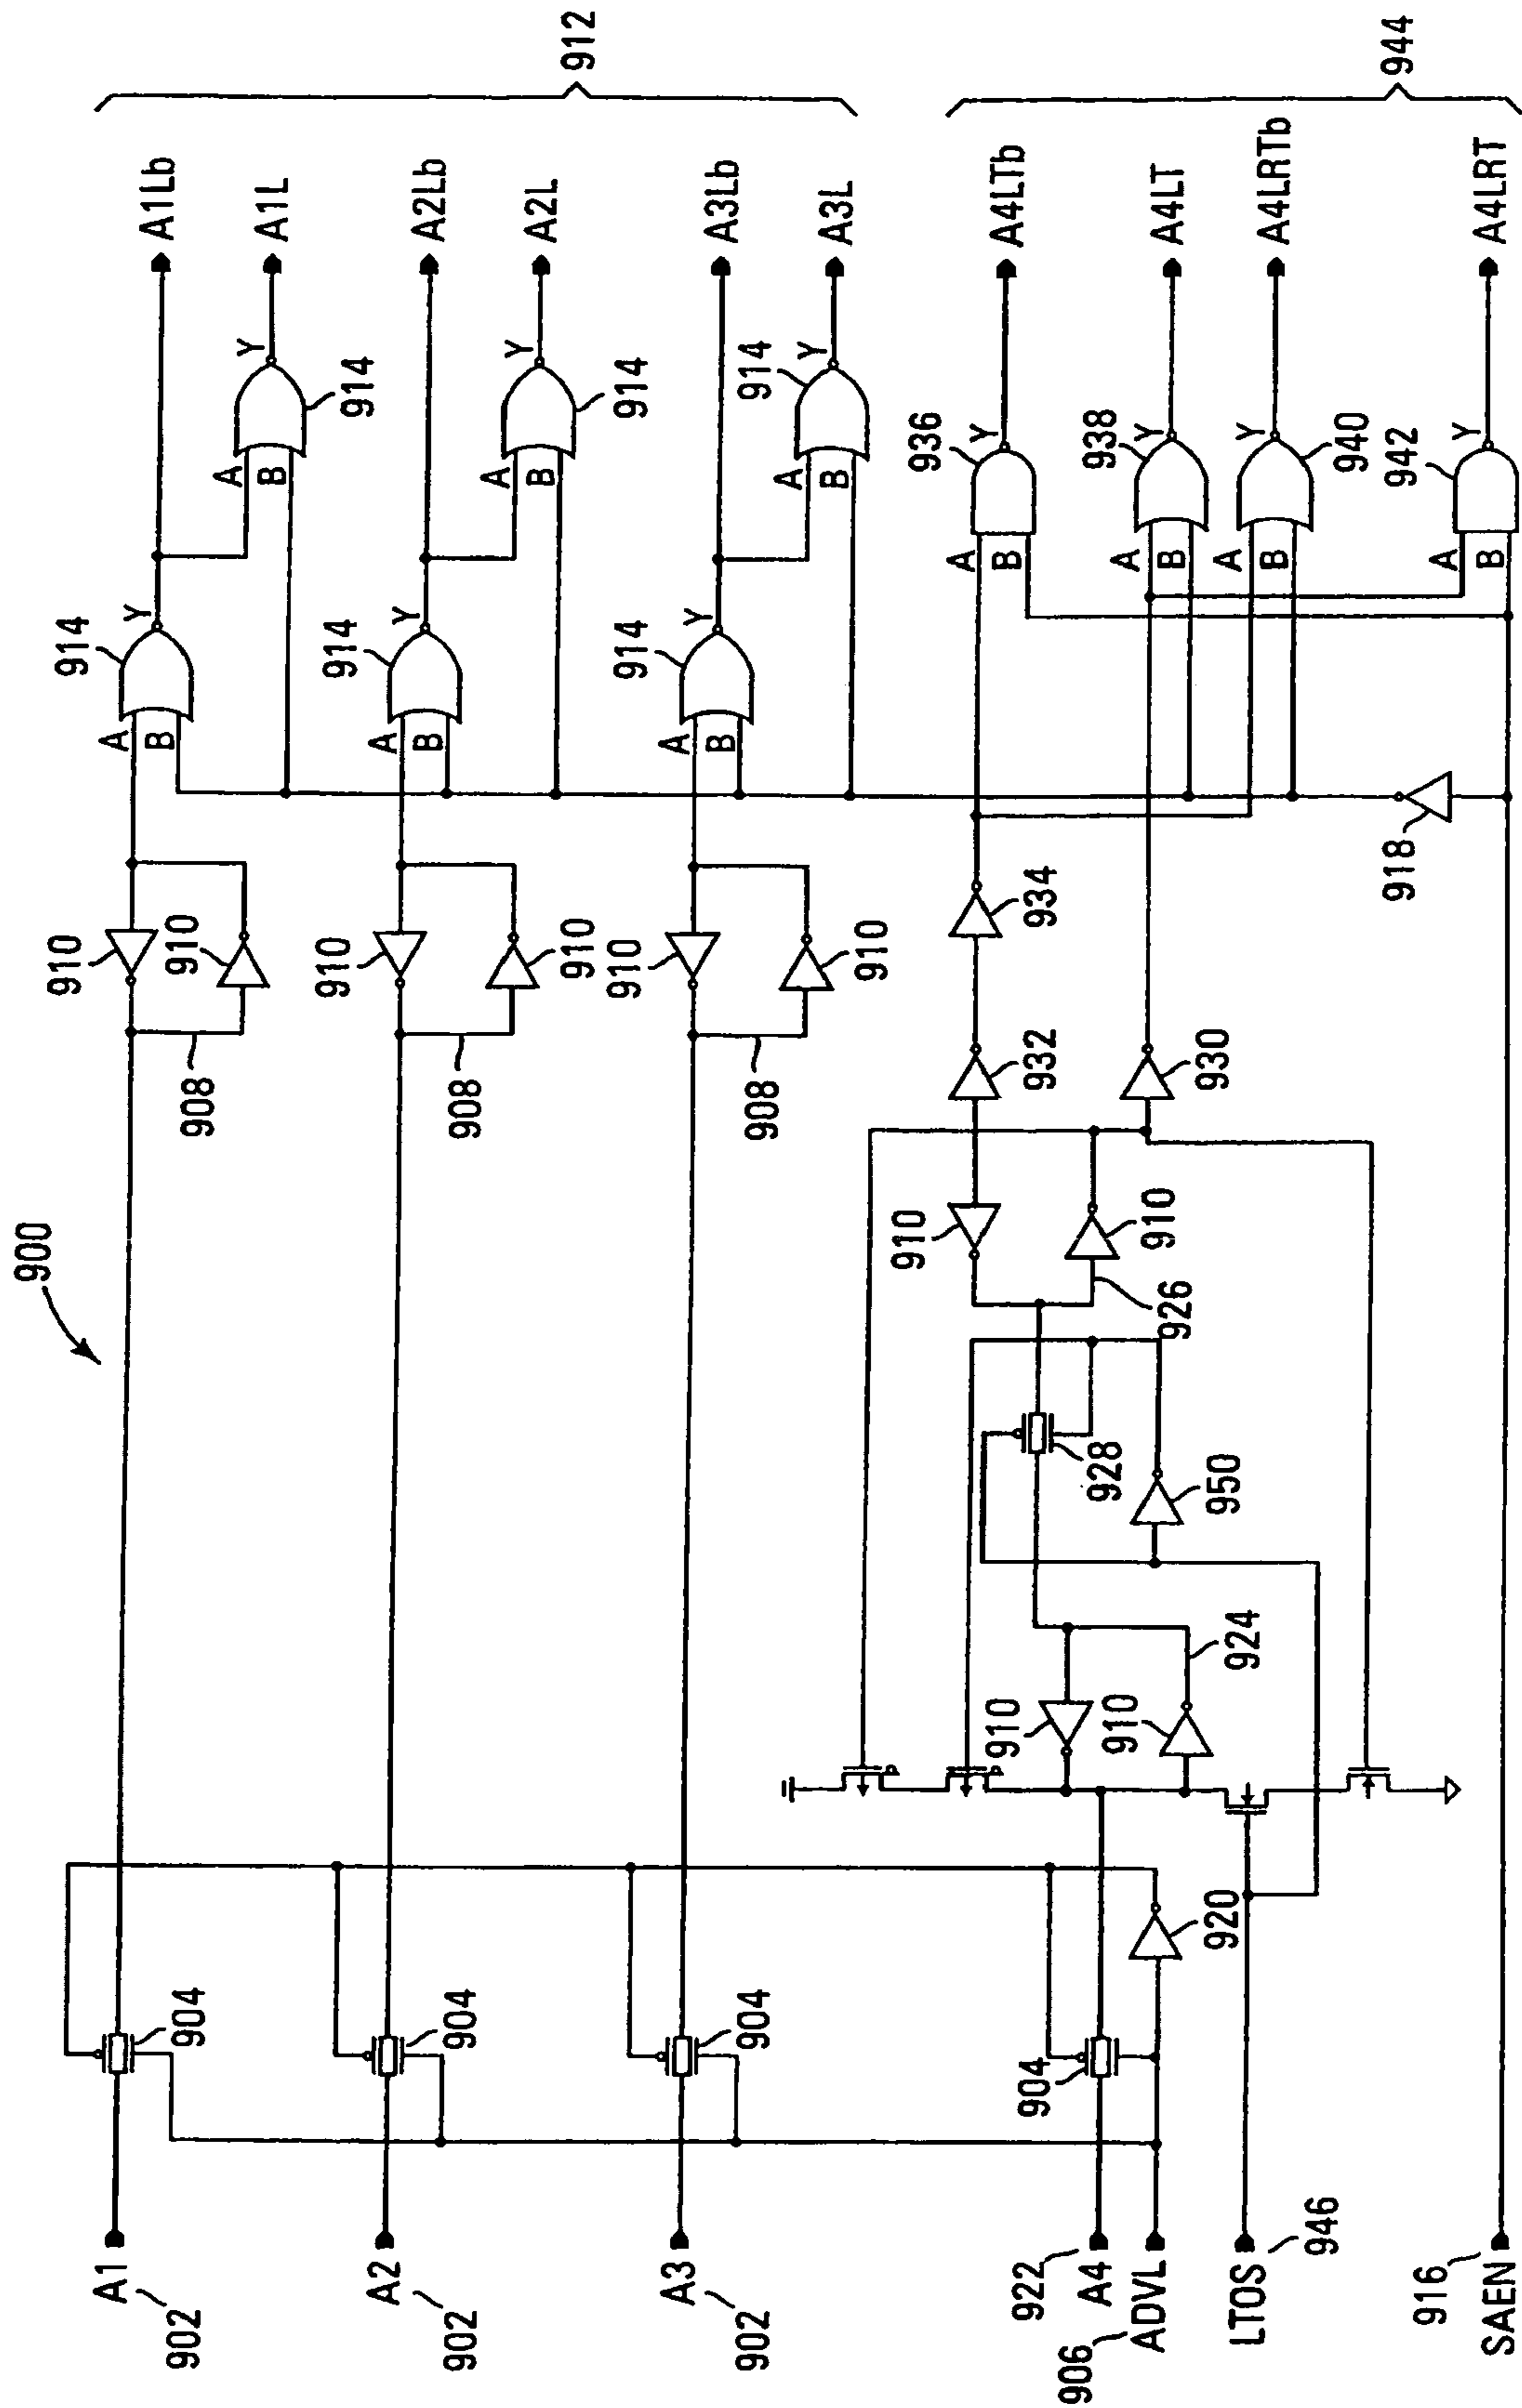 900
912
944
A1Lb
A1L
A2Lb
A2L
A3Lb
A3L
A4LTb
A4LT
A4LRTb
A4LRT
914
Y
A
B
914
Y
A
B
914
Y
A
B
914
Y
A
B
914
Y
A
B
914
Y
A
B
936
Y
A
B
938
Y
A
B
940
Y
A
B
942
Y
A
B
910
910
908
910
910
908
910
910
908
918
934
932
930
910
910
926
928
950
910
910
924
920
904
904
904
904
A1
902
A2
902
A3
902
922
A4
906
ADVL
LTOS
946
916
SAEN